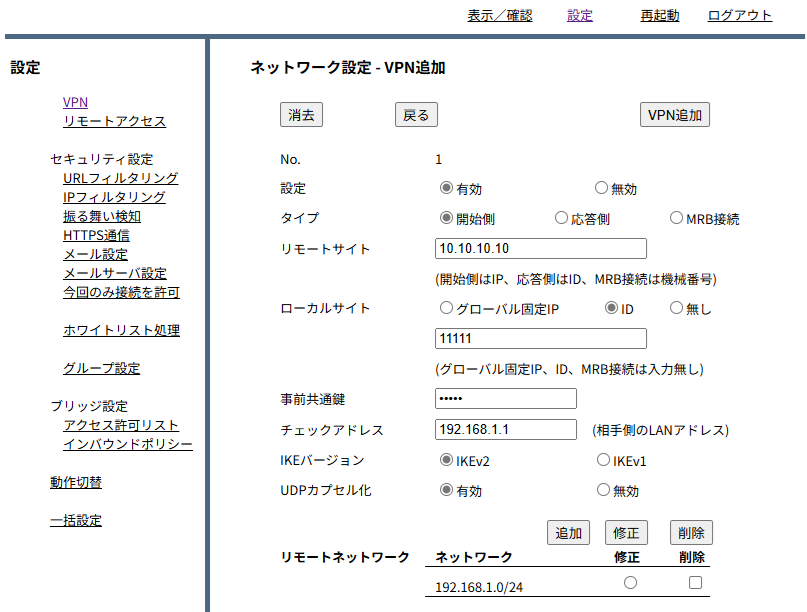 表示／確認 設定 再起動 ログアウト
設定
VPN
リモートアクセス
セキュリティ設定
URLフィルタリング
IPフィルタリング
振る舞い検知
HTTPS通信
メール設定
メールサーバ設定
今回のみ接続を許可
ホワイトリスト処理
グループ設定
ブリッジ設定
アクセス許可リスト
インバウンドポリシー
動作切替
一括設定
ネットワーク設定 - VPN追加
消去 戻る VPN追加
No. 1
設定 有効 無効
タイプ 開始側 応答側 MRB接続
リモートサイト 10.10.10.10
(開始側はIP、応答側はID、MRB接続は機械番号)
ローカルサイト グローバル固定IP ID 無し
11111
(グローバル固定IP、ID、MRB接続は入力無し)
事前共通鍵 •••••
チェックアドレス 192.168.1.1 (相手側のLANアドレス)
IKEバージョン IKEv2 IKEv1
UDPカプセル化 有効 無効
追加 修正 削除
リモートネットワーク ネットワーク 修正 削除
192.168.1.0/24